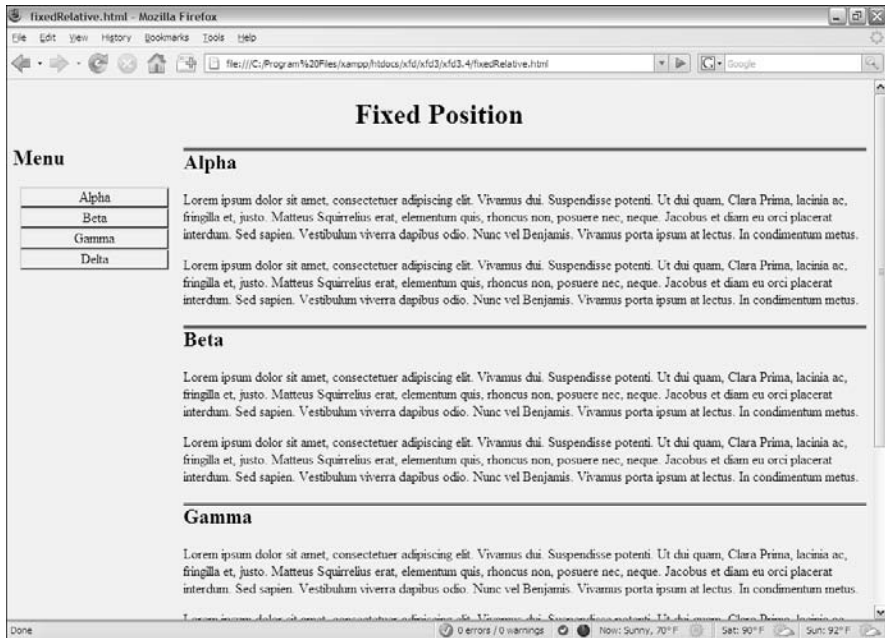 fixedRelative.html - Mozilla Firefox
File Edit View History Bookmarks Tools Help
file:///C:/Program%20Files/xampp/htdocs/xfd/xfd3/xfd3.4/fixedRelative.html
Google
Fixed Position
Menu
Alpha
Beta
Gamma
Delta
Alpha
Lorem ipsum dolor sit amet, consectetuer adipiscing elit. Vivamus dui. Suspendisse potenti. Ut dui quam, Clara Prima, lacinia ac,
fringilla et, justo. Matteus Squirrelius erat, elementum quis, rhoncus non, posuere nec, neque. Jacobus et diam eu orci placerat
interdum. Sed sapien. Vestibulum viverra dapibus odio. Nunc vel Benjamis. Vivamus porta ipsum at lectus. In condimentum metus.
Lorem ipsum dolor sit amet, consectetuer adipiscing elit. Vivamus dui. Suspendisse potenti. Ut dui quam, Clara Prima, lacinia ac,
fringilla et, justo. Matteus Squirrelius erat, elementum quis, rhoncus non, posuere nec, neque. Jacobus et diam eu orci placerat
interdum. Sed sapien. Vestibulum viverra dapibus odio. Nunc vel Benjamis. Vivamus porta ipsum at lectus. In condimentum metus.
Beta
Lorem ipsum dolor sit amet, consectetuer adipiscing elit. Vivamus dui. Suspendisse potenti. Ut dui quam, Clara Prima, lacinia ac,
fringilla et, justo. Matteus Squirrelius erat, elementum quis, rhoncus non, posuere nec, neque. Jacobus et diam eu orci placerat
interdum. Sed sapien. Vestibulum viverra dapibus odio. Nunc vel Benjamis. Vivamus porta ipsum at lectus. In condimentum metus.
Lorem ipsum dolor sit amet, consectetuer adipiscing elit. Vivamus dui. Suspendisse potenti. Ut dui quam, Clara Prima, lacinia ac,
fringilla et, justo. Matteus Squirrelius erat, elementum quis, rhoncus non, posuere nec, neque. Jacobus et diam eu orci placerat
interdum. Sed sapien. Vestibulum viverra dapibus odio. Nunc vel Benjamis. Vivamus porta ipsum at lectus. In condimentum metus.
Gamma
Lorem ipsum dolor sit amet, consectetuer adipiscing elit. Vivamus dui. Suspendisse potenti. Ut dui quam, Clara Prima, lacinia ac,
fringilla et, justo. Matteus Squirrelius erat, elementum quis, rhoncus non, posuere nec, neque. Jacobus et diam eu orci placerat
interdum. Sed sapien. Vestibulum viverra dapibus odio. Nunc vel Benjamis. Vivamus porta ipsum at lectus. In condimentum metus.
Done 0 errors / 0 warnings Now: Sunny, 70° F Sat: 90° F Sun: 92° F